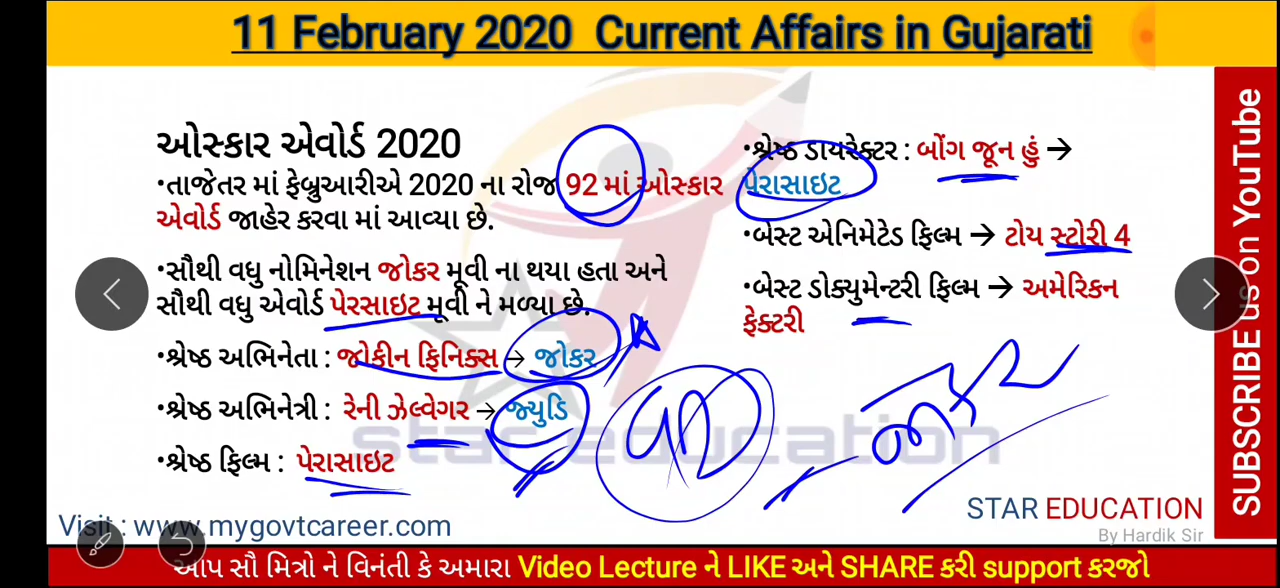 11 February 2020 Current Affairs in Gujarati
ઓસ્કાર એવોર્ડ 2020
•તાજેતર માં ફેબ્રુઆરીએ 2020 ના રોજ 92 માં ઓસ્કાર
એવોર્ડ જાહેર કરવા માં આવ્યા છે.
•સૌથી વધુ નોમિનેશન જોકર મૂવી ના થયા હતા અને
સૌથી વધુ એવોર્ડ પેરસાઇટ મૂવી ને મળ્યા છે.
•શ્રેષ્ઠ અભિનેતા : જોકીન ફિનિક્સ → જોકર
•શ્રેષ્ઠ અભિનેત્રી : રેની ઝેલ્વેગર → જ્યુડિ
•શ્રેષ્ઠ ફિલ્મ : પેરાસાઇટ
•શ્રેષ્ઠ ડાયરેક્ટર : બોંગ જૂન હું →
પેરાસાઇટ
•બેસ્ટ એનિમેટેડ ફિલ્મ → ટોય સ્ટોરી 4
•બેસ્ટ ડોક્યુમેન્ટરી ફિલ્મ → અમેરિકન
ફેક્ટરી
star education
૫૨
STAR EDUCATION
By Hardik Sir
Visit : www.mygovtcareer.com
આપ સૌ મિત્રો ને વિનંતી કે અમારા Video Lecture ને LIKE અને SHARE કરી support કરજો
SUBSCRIBE us on YouTube